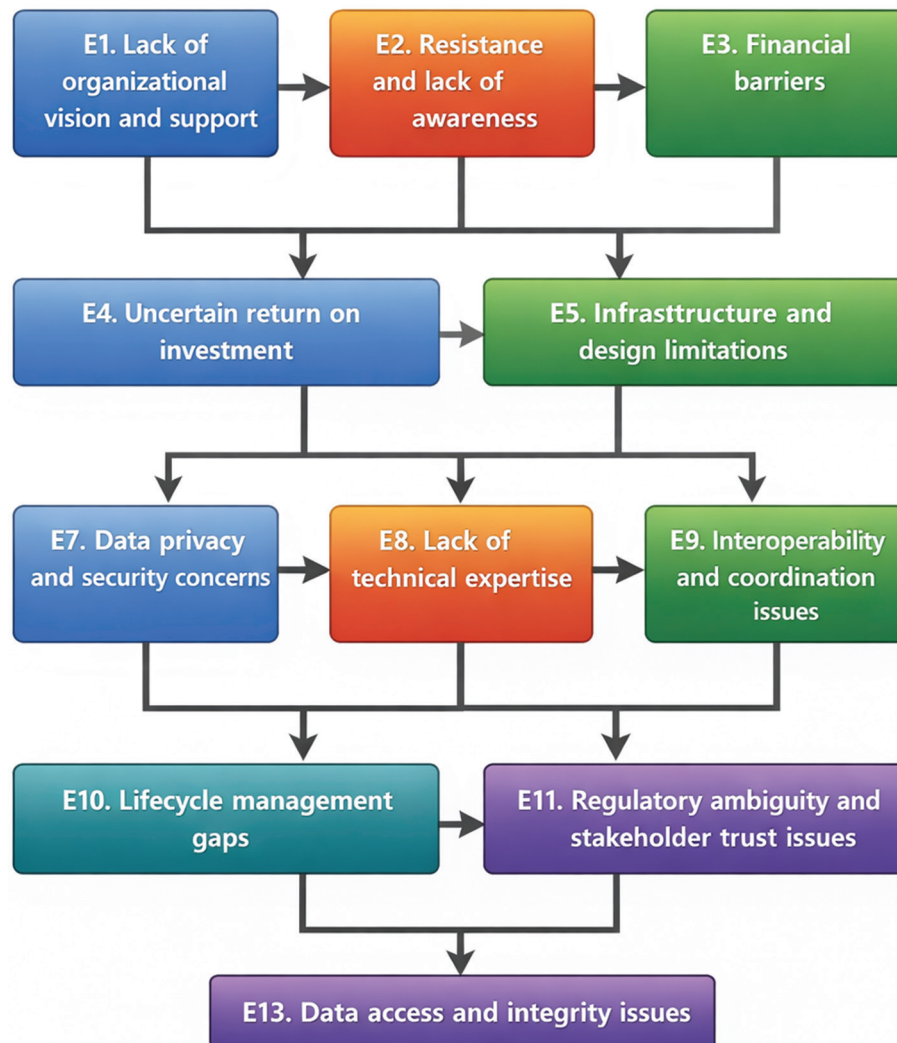 E1. Lack of
organizational
vision and support
E2. Resistance
and lack of
awareness
E3. Financial
barriers
E4. Uncertain return on
investment
E5. Infrastructure and
design limitations
E7. Data privacy
and security concerns
E8. Lack of
technical expertise
E9. Interoperability
and coordination
issues
E10. Lifecycle management
gaps
E11. Regulatory ambiguity and
stakeholder trust issues
E13. Data access and integrity issues